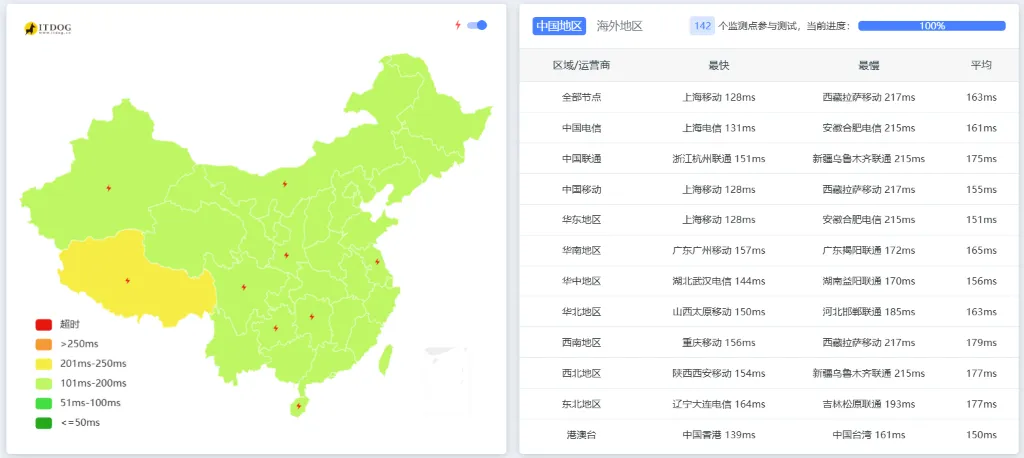 ITDOG
www.itdog.cn
超时
>250ms
201ms-250ms
101ms-200ms
51ms-100ms
<=50ms
中国地区 海外地区 142 个监测点参与测试，当前进度： 100%
区域/运营商 最快 最慢 平均
全部节点 上海移动 128ms 西藏拉萨移动 217ms 163ms
中国电信 上海电信 131ms 安徽合肥电信 215ms 161ms
中国联通 浙江杭州联通 151ms 新疆乌鲁木齐联通 215ms 175ms
中国移动 上海移动 128ms 西藏拉萨移动 217ms 155ms
华东地区 上海移动 128ms 安徽合肥电信 215ms 151ms
华南地区 广东广州移动 157ms 广东揭阳联通 172ms 165ms
华中地区 湖北武汉电信 144ms 湖南益阳联通 170ms 156ms
华北地区 山西太原移动 150ms 河北邯郸联通 185ms 163ms
西南地区 重庆移动 156ms 西藏拉萨移动 217ms 179ms
西北地区 陕西西安移动 154ms 新疆乌鲁木齐联通 215ms 177ms
东北地区 辽宁大连电信 164ms 吉林松原联通 193ms 177ms
港澳台 中国香港 139ms 中国台湾 161ms 150ms